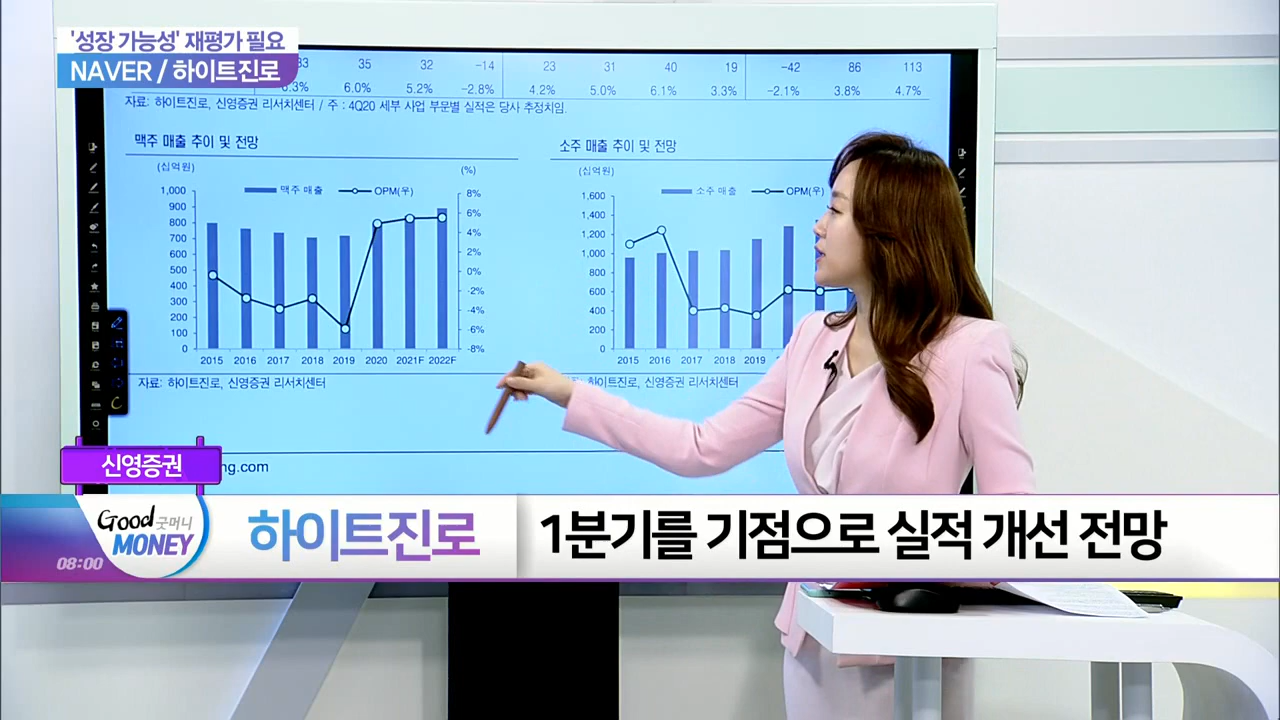 '성장 가능성' 재평가 필요
NAVER / 하이트진로
33 35 32 -14 23 31 40 19 -42 86 113
6.3% 6.0% 5.2% -2.8% 4.2% 5.0% 6.1% 3.3% -2.1% 3.8% 4.7%
자료: 하이트진로, 신영증권 리서치센터 / 주 : 4Q20 세부 사업 부문별 실적은 당사 추정치임.
맥주 매출 추이 및 전망
(십억원) (%)
맥주 매출 OPM(우)
1,000 8%
900
800 6%
700 4%
600 2%
500 0%
400 -2%
300 -4%
200
100 -6%
0 -8%
2015 2016 2017 2018 2019 2020 2021F 2022F
자료: 하이트진로, 신영증권 리서치센터
소주 매출 추이 및 전망
(십억원)
소주 매출 OPM(우)
1,600
1,400
1,200
1,000
800
600
400
200
0
2015 2016 2017 2018 2019
하이트진로, 신영증권 리서치센터
신영증권
ng.com
Good 굿머니
MONEY
08:00
하이트진로
1분기를 기점으로 실적 개선 전망